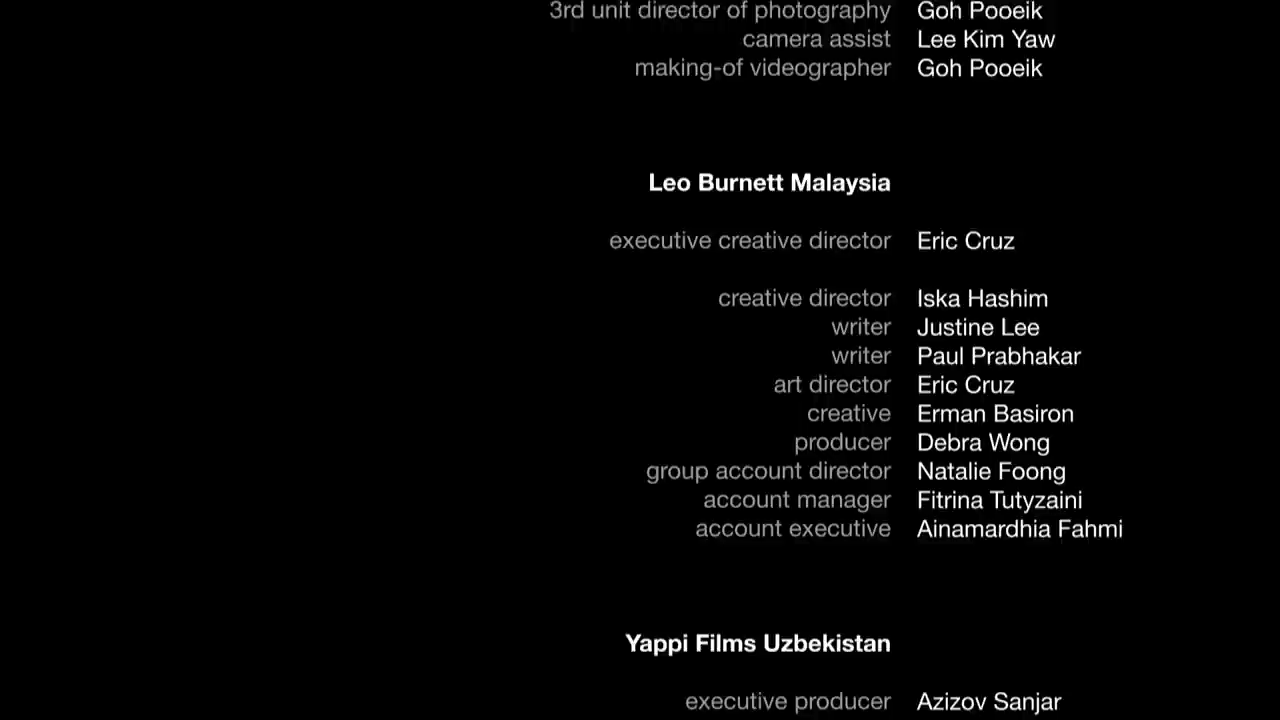 3rd unit director of photography Goh Pooeik
camera assist Lee Kim Yaw
making-of videographer Goh Pooeik
Leo Burnett Malaysia
executive creative director Eric Cruz
creative director Iska Hashim
writer Justine Lee
writer Paul Prabhakar
art director Eric Cruz
creative Erman Basiron
producer Debra Wong
group account director Natalie Foong
account manager Fitrina Tutyzaini
account executive Ainamardhia Fahmi
Yappi Films Uzbekistan
executive producer Azizov Sanjar